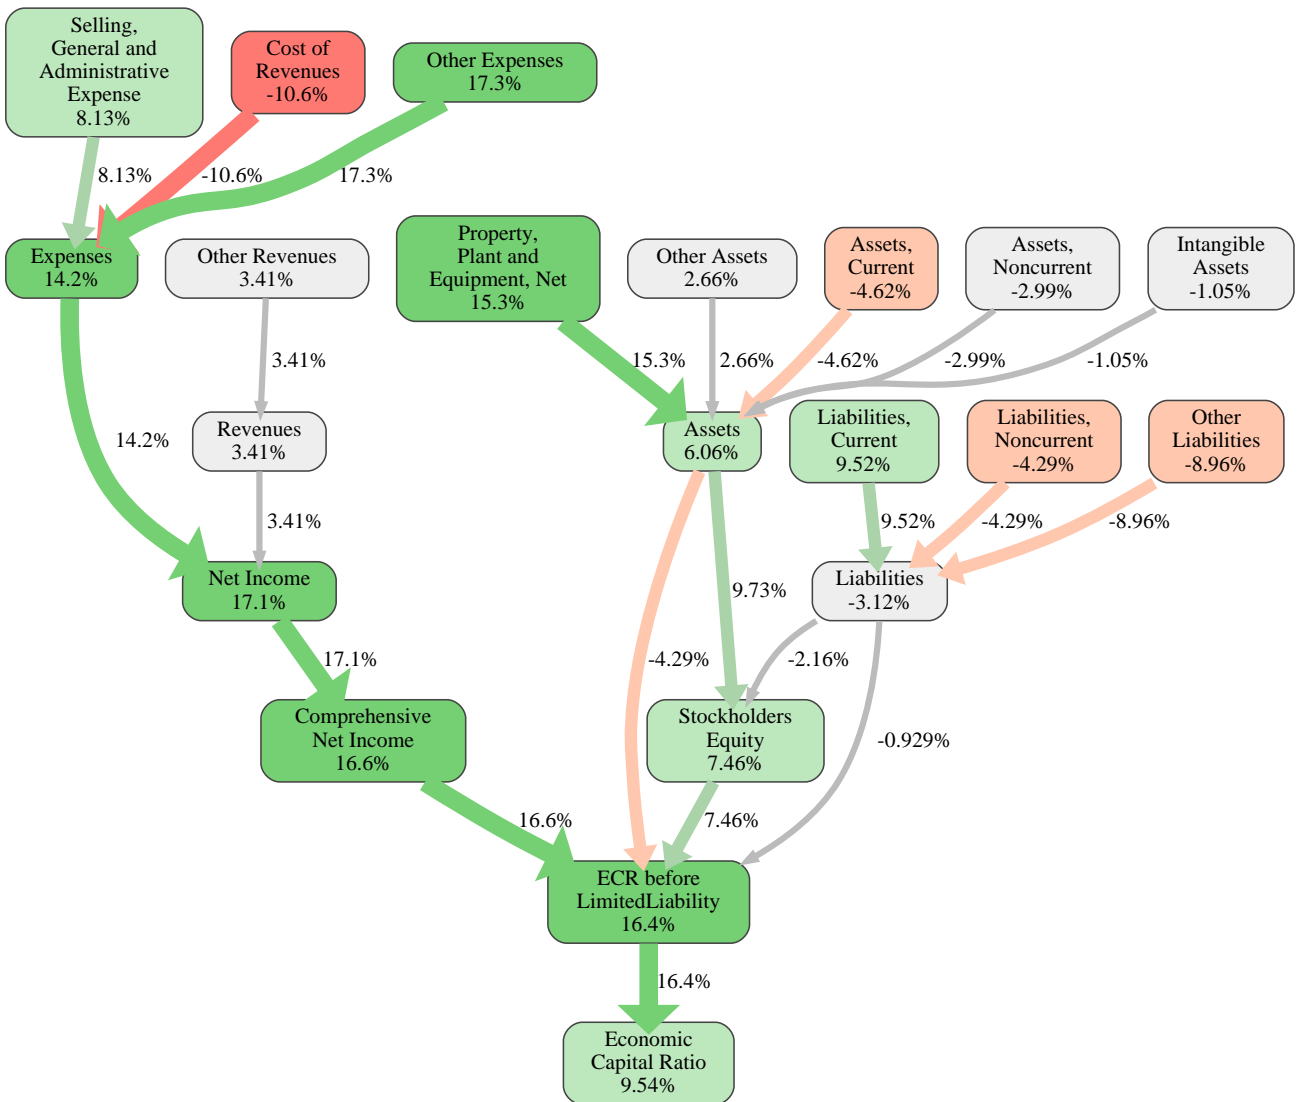 Selling,
General and
Administrative
Expense
8.13%
Cost of
Revenues
-10.6%
Other Expenses
17.3%
8.13%
-10.6%
17.3%
Expenses
14.2%
Other Revenues
3.41%
Property,
Plant and
Equipment, Net
15.3%
Other Assets
2.66%
Assets,
Current
-4.62%
Assets,
Noncurrent
-2.99%
Intangible
Assets
-1.05%
3.41%
15.3%
2.66%
-4.62%
-2.99%
-1.05%
14.2%
Revenues
3.41%
Assets
6.06%
Liabilities,
Current
9.52%
Liabilities,
Noncurrent
-4.29%
Other
Liabilities
-8.96%
3.41%
9.52%
-4.29%
-8.96%
Net Income
17.1%
9.73%
Liabilities
-3.12%
17.1%
-4.29%
-2.16%
Comprehensive
Net Income
16.6%
Stockholders
Equity
7.46%
-0.929%
16.6%
7.46%
ECR before
LimitedLiability
16.4%
16.4%
Economic
Capital Ratio
9.54%